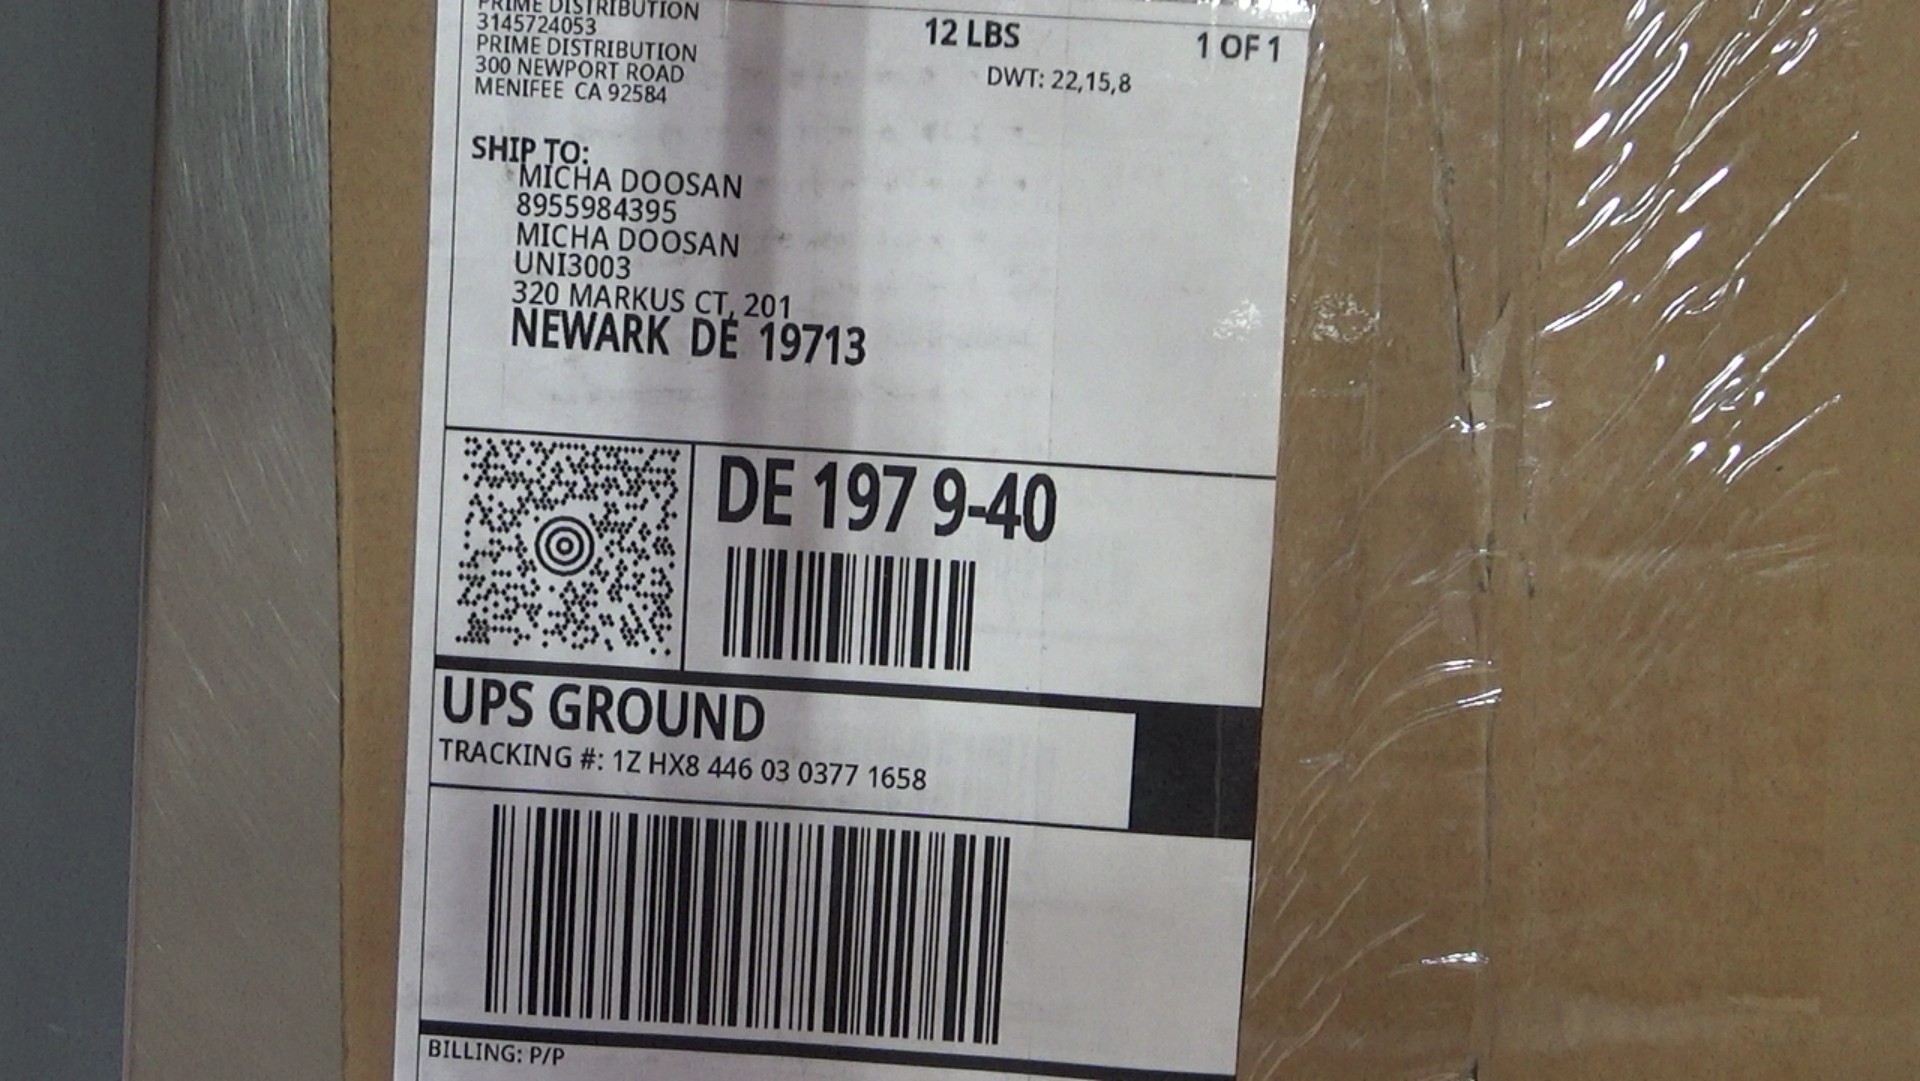 PRIME DISTRIBUTION
3145724053
PRIME DISTRIBUTION
300 NEWPORT ROAD
MENIFEE CA 92584
12 LBS
1 OF 1
DWT: 22,15,8
SHIP TO:
MICHA DOOSAN
8955984395
MICHA DOOSAN
UNI3003
320 MARKUS CT, 201
NEWARK DE 19713
DE 197 9-40
UPS GROUND
TRACKING #: 1Z HX8 446 03 0377 1658
BILLING: P/P